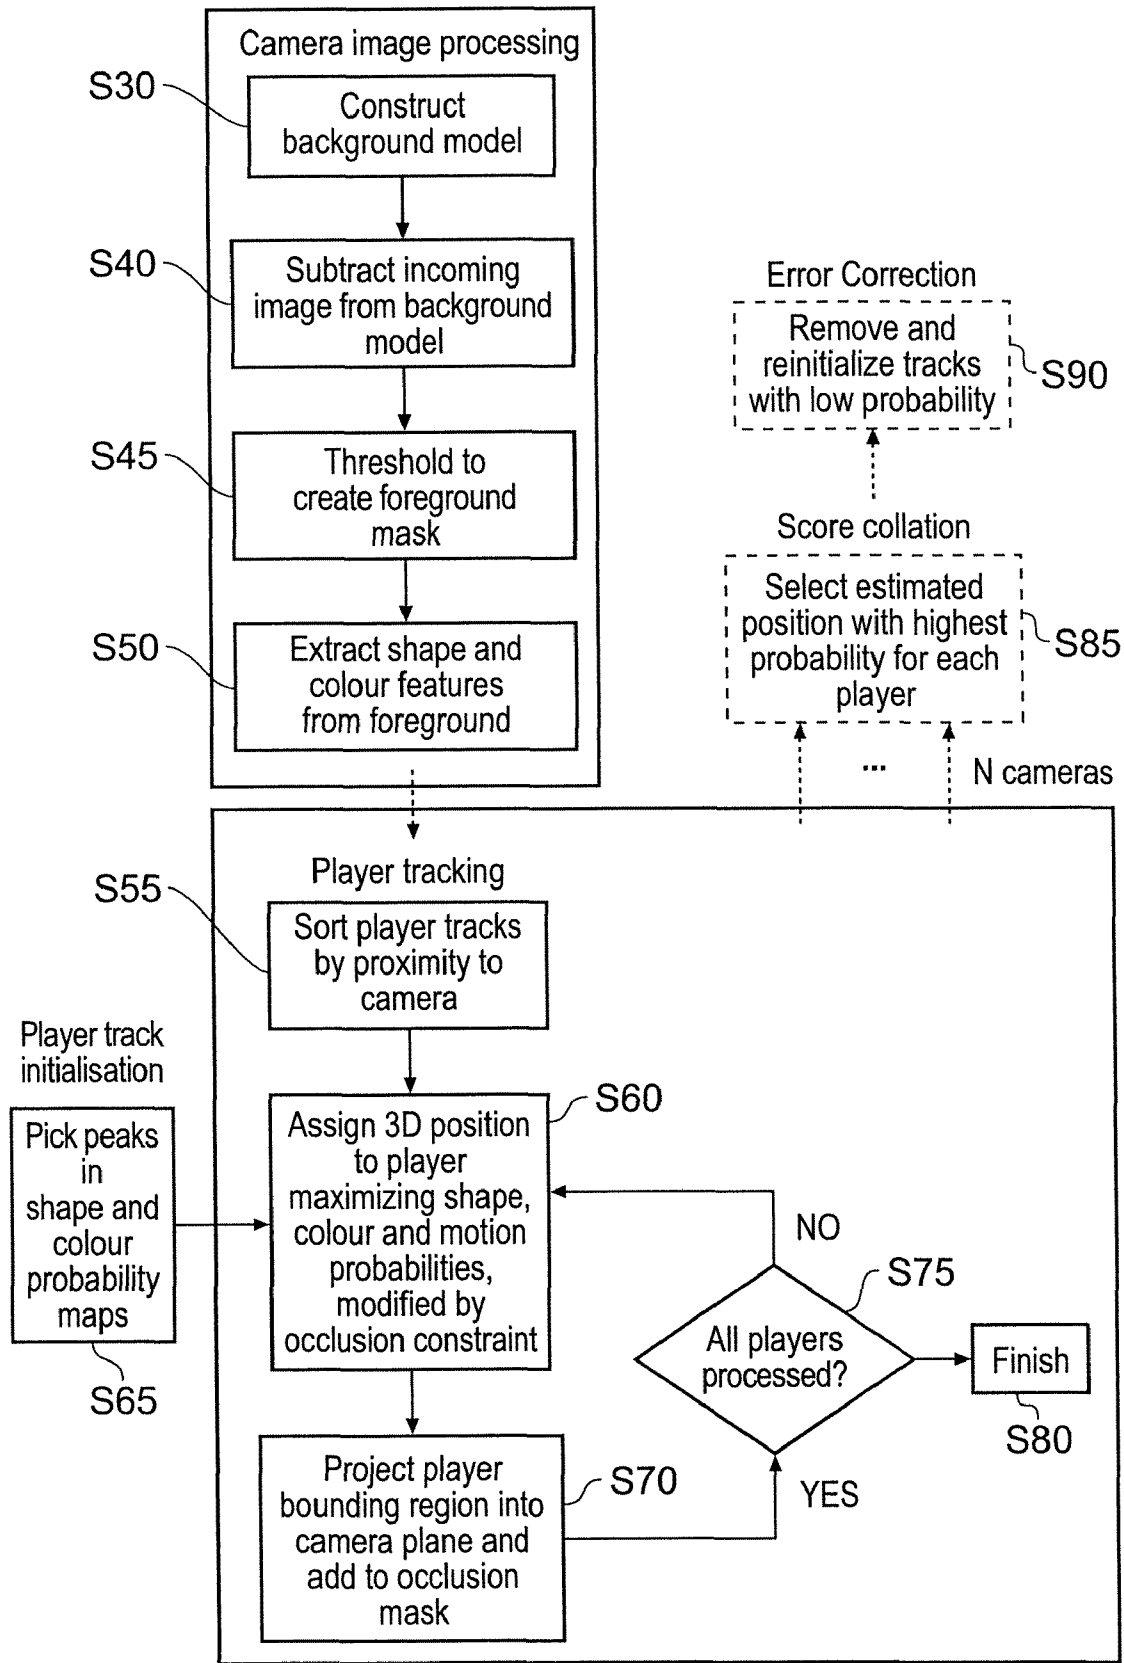 Camera image processing
S30
Construct
background model
S40
Subtract incoming
image from background
model
S45
Threshold to
create foreground
mask
S50
Extract shape and
colour features
from foreground
Error Correction
Remove and
reinitialize tracks
with low probability
S90
Score collation
Select estimated
position with highest
probability for each
player
S85
...
N cameras
Player tracking
S55
Sort player tracks
by proximity to
camera
Player track
initialisation
Pick peaks
in
shape and
colour
probability
maps
S65
S60
Assign 3D position
to player
maximizing shape,
colour and motion
probabilities,
modified by
occlusion constraint
NO
S75
All players
processed?
Finish
S80
YES
S70
Project player
bounding region into
camera plane and
add to occlusion
mask